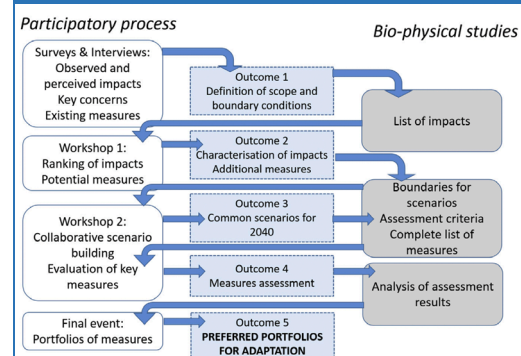 Participatory process
Bio-physical studies
Surveys & Interviews:
Observed and
perceived impacts
Key concerns
Existing measures
Outcome 1
Definition of scope and
boundary conditions
List of impacts
Workshop 1:
Ranking of impacts
Potential measures
Outcome 2
Characterisation of impacts
Additional measures
Boundaries for
scenarios
Assessment criteria
Complete list of
measures
Workshop 2:
Collaborative scenario
building
Evaluation of key
measures
Outcome 3
Common scenarios for
2040
Outcome 4
Measures assessment
Analysis of assessment
results
Final event:
Portfolios of measures
Outcome 5
PREFERRED PORTFOLIOS
FOR ADAPTATION